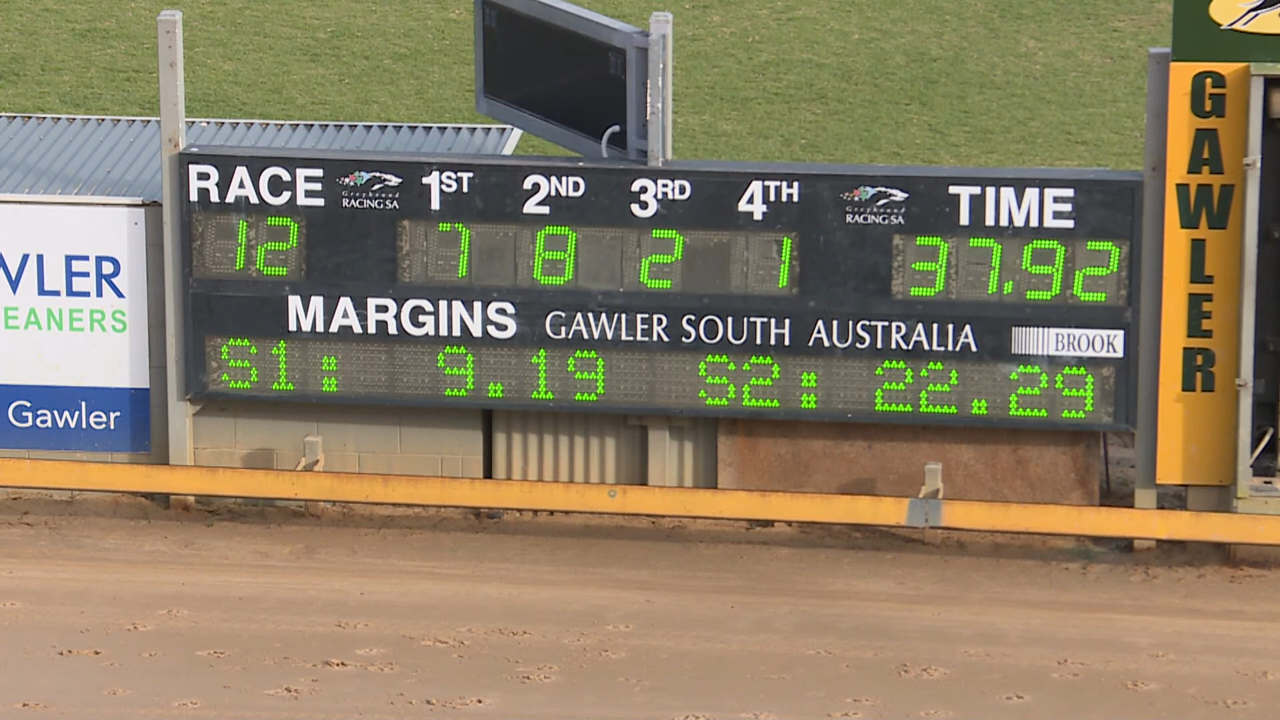 RACE 1ST 2ND 3RD 4TH TIME
Greyhound RACING SA
Greyhound RACING SA
12 7 8 2 1 37.92
MARGINS GAWLER SOUTH AUSTRALIA BROOK
S1: 9.19 S2: 22.29
WLER
EANERS
Gawler
GAWLER